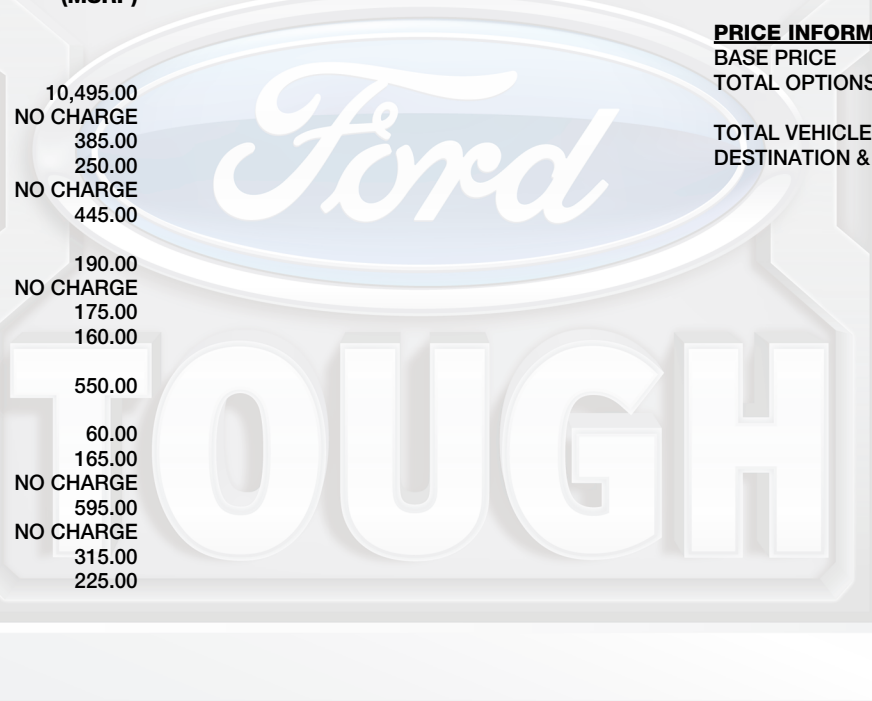 (MSRP)
10,495.00
NO CHARGE
385.00
250.00
NO CHARGE
445.00
190.00
NO CHARGE
175.00
160.00
550.00
60.00
165.00
NO CHARGE
595.00
NO CHARGE
315.00
225.00
PRICE INFORM
BASE PRICE
TOTAL OPTIONS
TOTAL VEHICLE
DESTINATION &
Ford
TOUGH